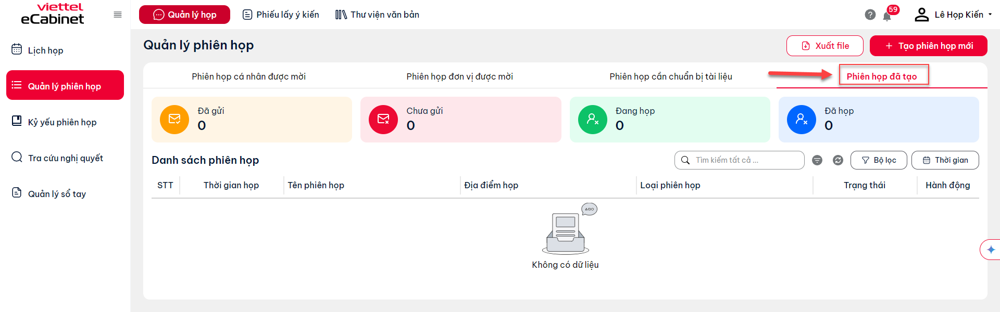 viettel
eCabinet
Quản lý họp
Phiếu lấy ý kiến
Thư viện văn bản
?
59
Lê Họp Kiến
Lịch họp
Quản lý phiên họp
Kỷ yếu phiên họp
Tra cứu nghị quyết
Quản lý sổ tay
Quản lý phiên họp
Xuất file
+ Tạo phiên họp mới
Phiên họp cá nhân được mời
Phiên họp đơn vị được mời
Phiên họp cần chuẩn bị tài liệu
Phiên họp đã tạo
Đã gửi
0
Chưa gửi
0
Đang họp
0
Đã họp
0
Danh sách phiên họp
Tìm kiếm tất cả ...
Bộ lọc
Thời gian
STT
Thời gian họp
Tên phiên họp
Địa điểm họp
Loại phiên họp
Trạng thái
Hành động
Không có dữ liệu